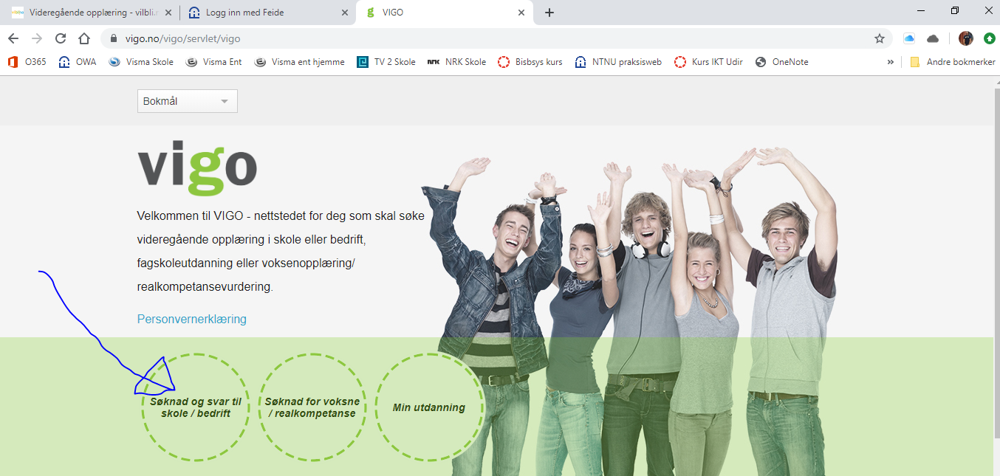 Videregående opplæring - vilbli.n
Logg inn med Feide
VIGO
vigo.no/vigo/servlet/vigo
O365
OWA
Visma Skole
Visma Ent
Visma ent hjemme
TV 2 Skole
NRK Skole
Bisbsys kurs
NTNU praksisweb
Kurs IKT Udir
OneNote
»
Andre bokmerker
Bokmål
vigo
Velkommen til VIGO - nettstedet for deg som skal søke
videregående opplæring i skole eller bedrift,
fagskoleutdanning eller voksenopplæring/
realkompetansevurdering.
Personvernerklæring
Søknad og svar til
skole / bedrift
Søknad for voksne
/ realkompetanse
Min utdanning